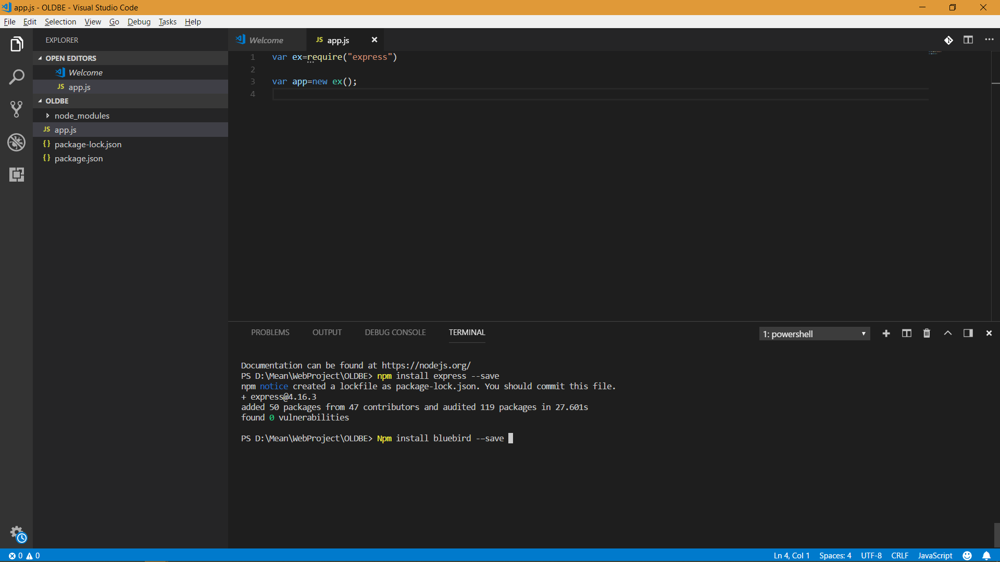 app.js - OLDBE - Visual Studio Code
File Edit Selection View Go Debug Tasks Help
EXPLORER
OPEN EDITORS
Welcome
JS app.js
OLDBE
node_modules
JS app.js
{} package-lock.json
{} package.json
Welcome JS app.js
1 var ex=require("express")
2
3 var app=new ex();
4
PROBLEMS OUTPUT DEBUG CONSOLE TERMINAL 1: powershell
Documentation can be found at https://nodejs.org/
PS D:\Mean\WebProject\OLDBE> npm install express --save
npm notice created a lockfile as package-lock.json. You should commit this file.
+ express@4.16.3
added 50 packages from 47 contributors and audited 119 packages in 27.601s
found 0 vulnerabilities
PS D:\Mean\WebProject\OLDBE> Npm install bluebird --save
0 0 Ln 4, Col 1 Spaces: 4 UTF-8 CRLF JavaScript